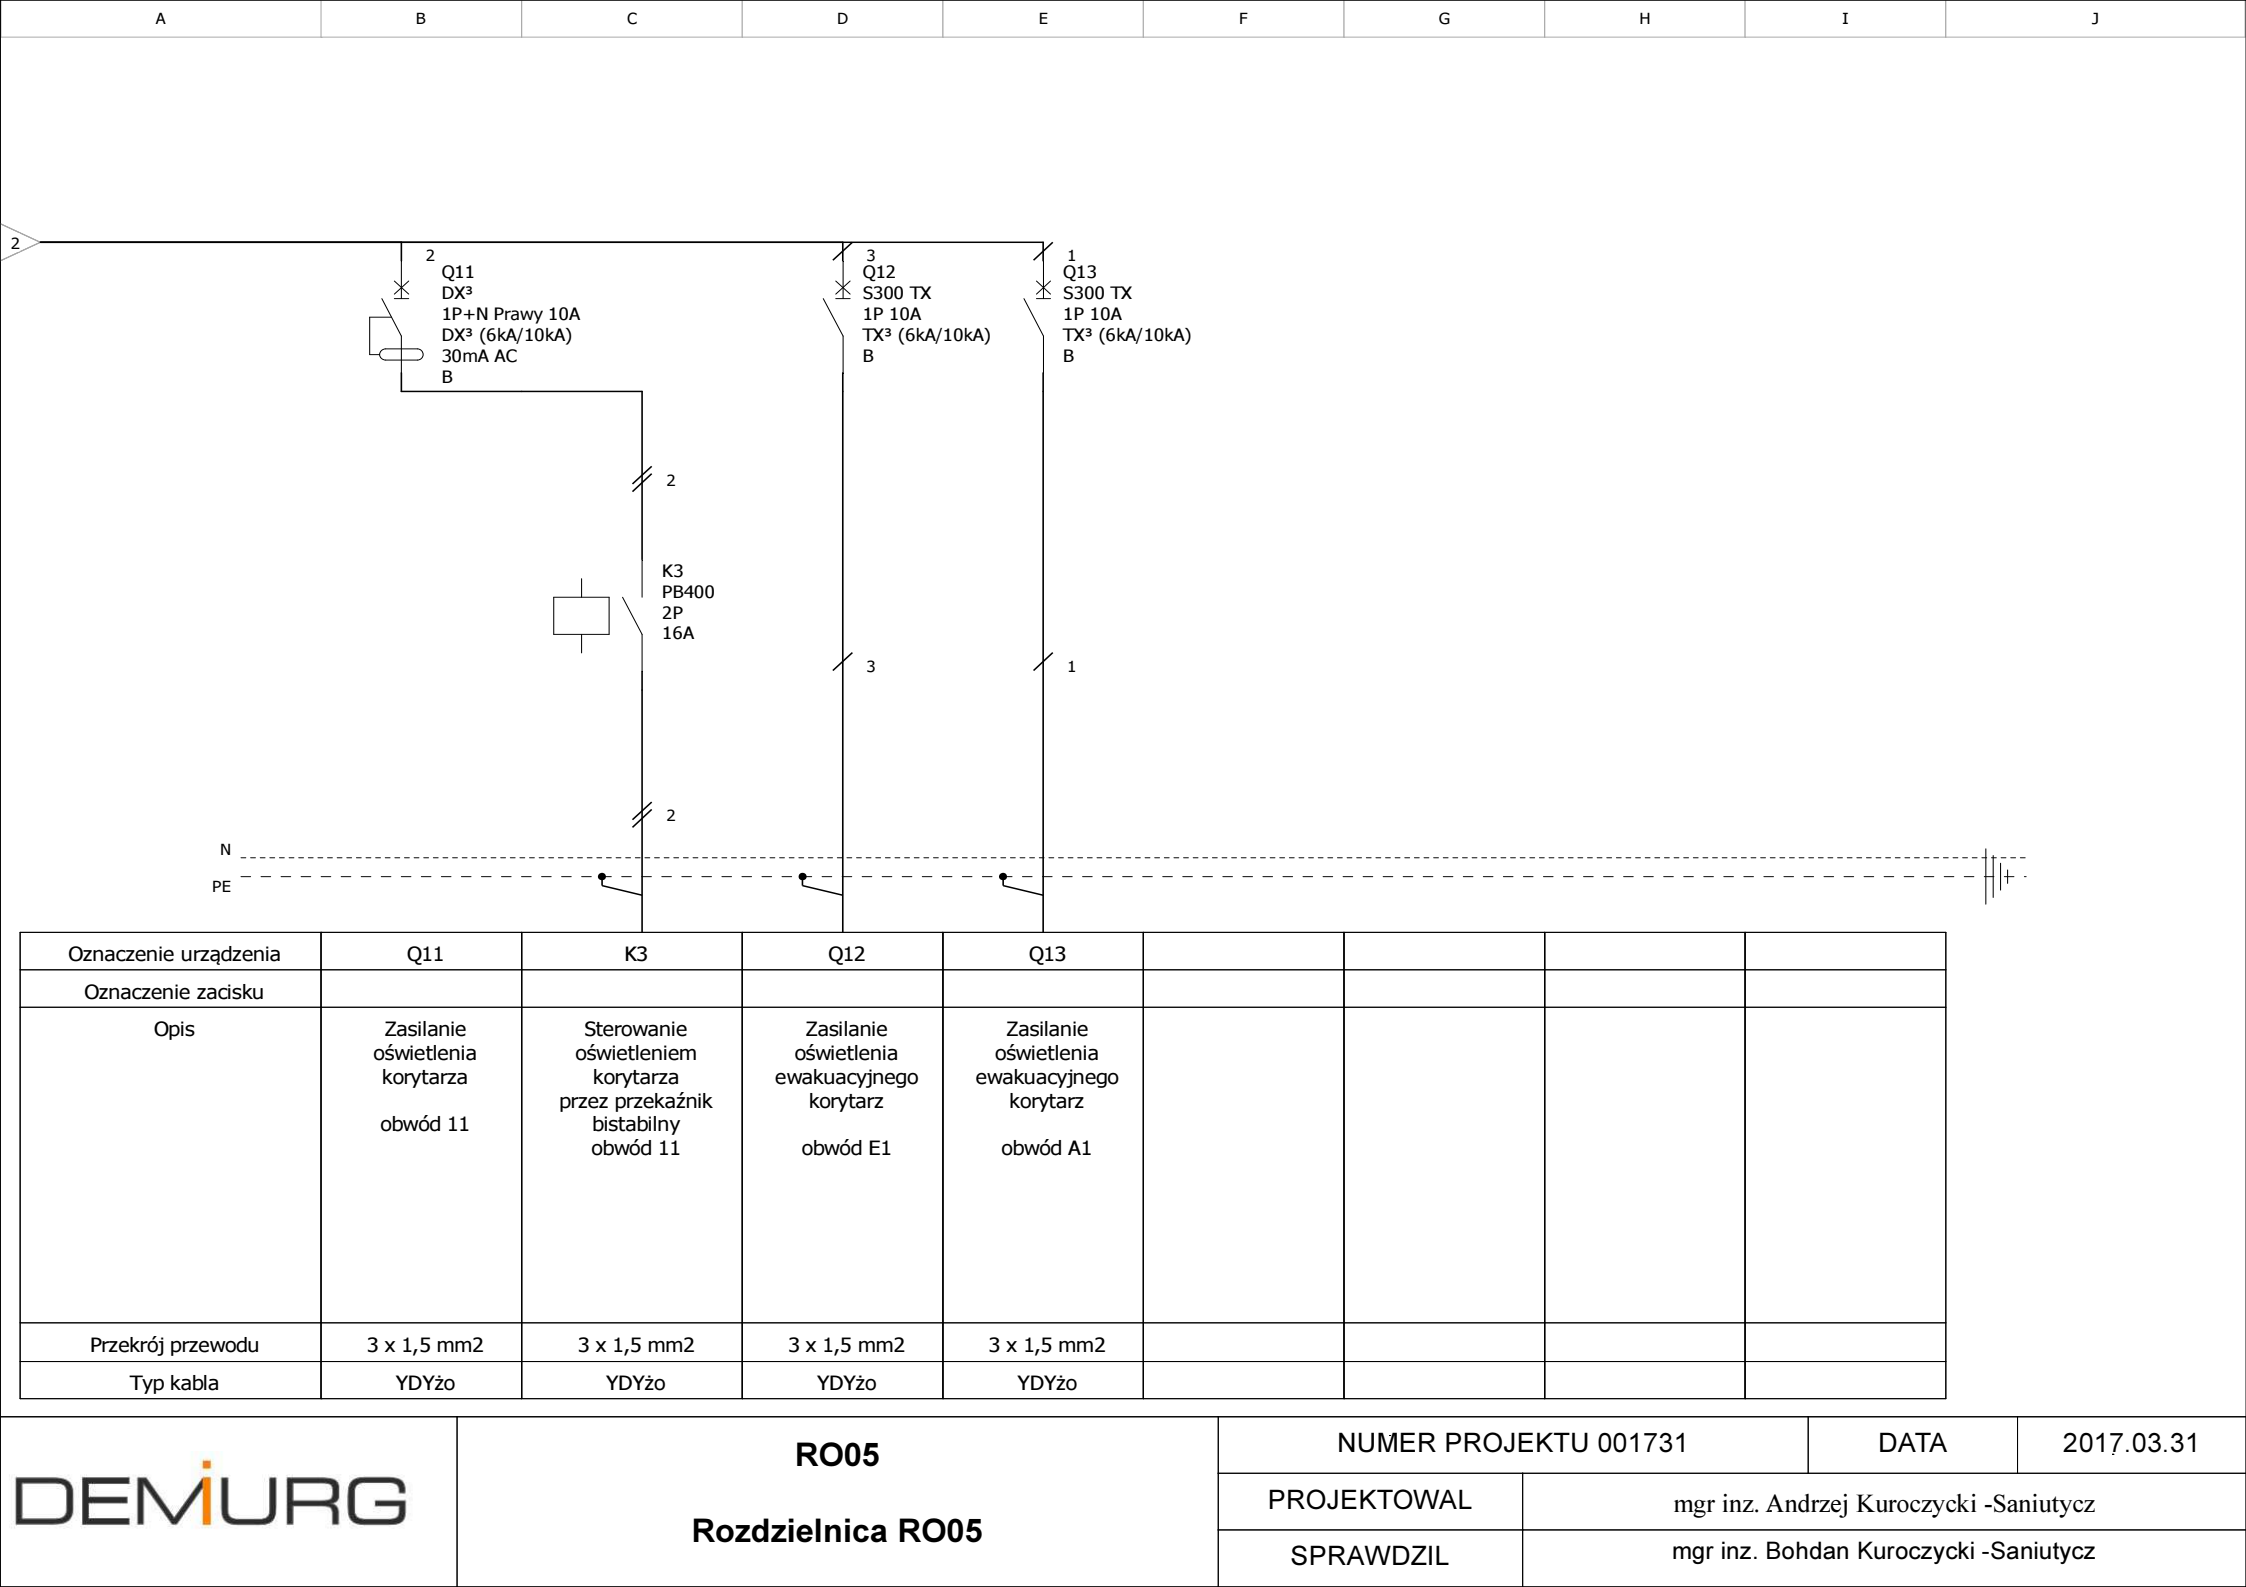 A B C D E F G H I J
2
2
Q11
DX³
1P+N Prawy 10A
DX³ (6kA/10kA)
30mA AC
B
3
Q12
S300 TX
1P 10A
TX³ (6kA/10kA)
B
1
Q13
S300 TX
1P 10A
TX³ (6kA/10kA)
B
2
K3
PB400
2P
16A
3
1
2
N
PE
Oznaczenie urządzenia Q11 K3 Q12 Q13
Oznaczenie zacisku
Opis
Zasilanie
oświetlenia
korytarza
obwód 11
Sterowanie
oświetleniem
korytarza
przez przekaźnik
bistabilny
obwód 11
Zasilanie
oświetlenia
ewakuacyjnego
korytarz
obwód E1
Zasilanie
oświetlenia
ewakuacyjnego
korytarz
obwód A1
Przekrój przewodu 3 x 1,5 mm2 3 x 1,5 mm2 3 x 1,5 mm2 3 x 1,5 mm2
Typ kabla YDYżo YDYżo YDYżo YDYżo
DEMiURG
RO05
Rozdzielnica RO05
NUMER PROJEKTU 001731 DATA 2017.03.31
PROJEKTOWAL mgr inz. Andrzej Kuroczycki -Saniutycz
SPRAWDZIL mgr inz. Bohdan Kuroczycki -Saniutycz